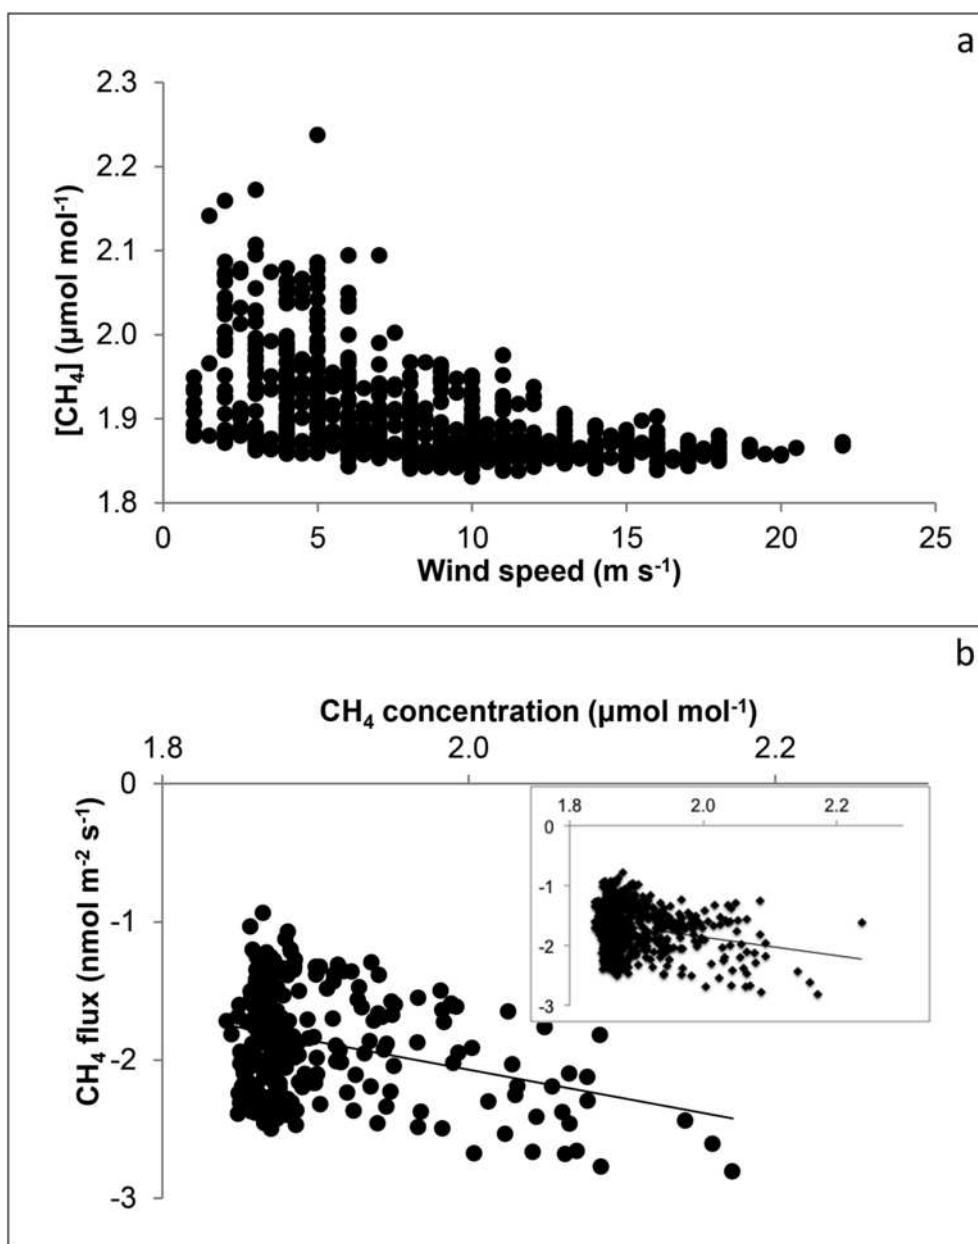 a
2.3
2.2
2.1
2.0
1.9
1.8
[CH₄] (µmol mol⁻¹)
0 5 10 15 20 25
Wind speed (m s⁻¹)
b
CH₄ concentration (µmol mol⁻¹)
1.8 2.0 2.2
0
-1
-2
-3
CH₄ flux (nmol m⁻² s⁻¹)
1.8 2.0 2.2
0
-1
-2
-3